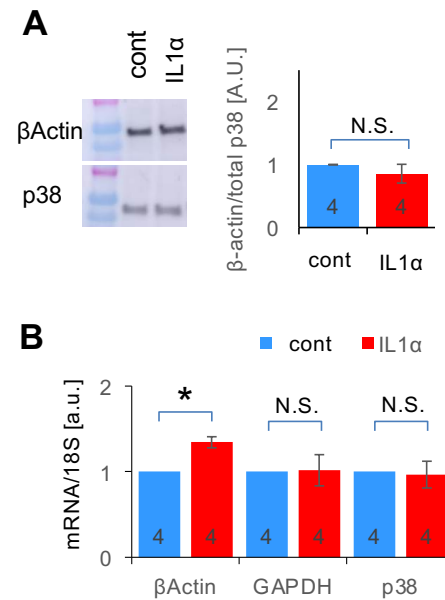 A
cont
IL1α
βActin
p38
β-actin/total p38 [A.U.]
2
1
0
N.S.
4
4
cont
IL1α
B
cont
IL1α
mRNA/18S [a.u.]
2
1
0
*
N.S.
N.S.
4
4
4
4
4
4
βActin
GAPDH
p38